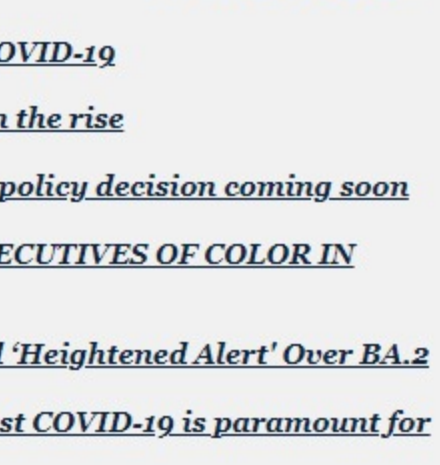 OVID-19
n the rise
policy decision coming soon
ECUTIVES OF COLOR IN
l ‘Heightened Alert' Over BA.2
st COVID-19 is paramount for